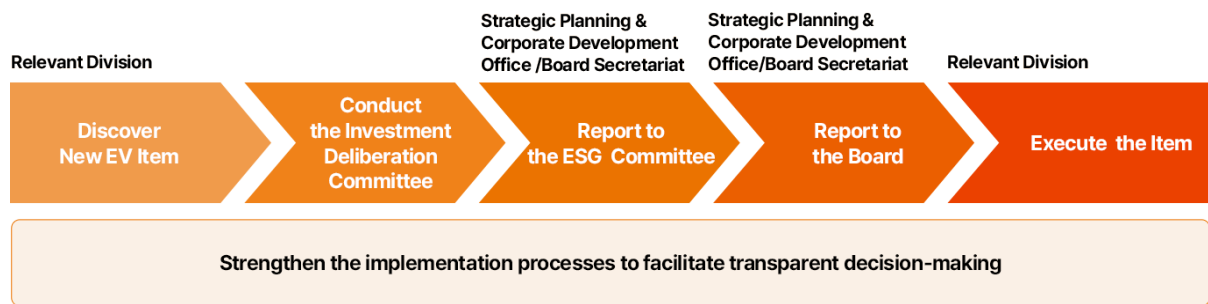 Relevant Division
Strategic Planning &
Corporate Development
Office /Board Secretariat
Strategic Planning &
Corporate Development
Office/Board Secretariat
Relevant Division
Discover
New EV Item
Conduct
the Investment
Deliberation
Committee
Report to
the ESG Committee
Report to
the Board
Execute the Item
Strengthen the implementation processes to facilitate transparent decision-making